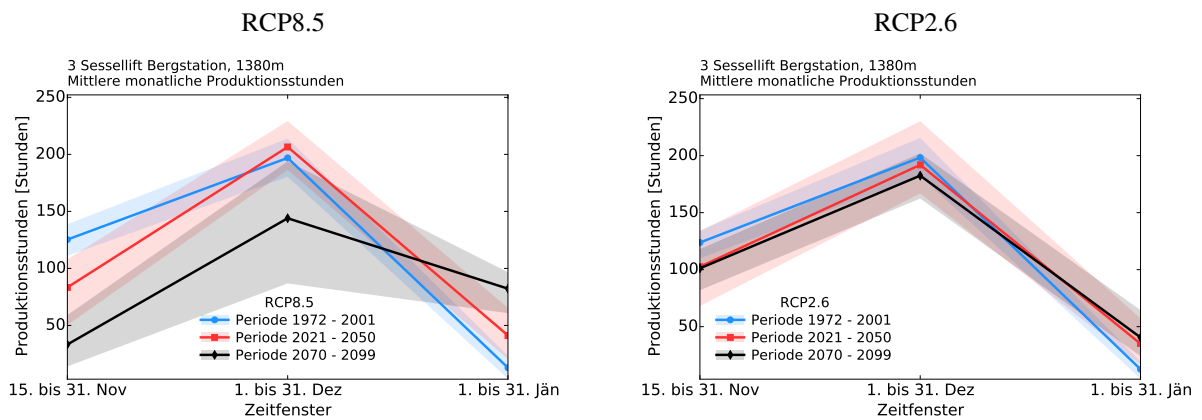 RCP8.5
3 Sessellift Bergstation, 1380m
Mittlere monatliche Produktionsstunden
Produktionsstunden [Stunden]
250
200
150
100
50
RCP8.5
Periode 1972 - 2001
Periode 2021 - 2050
Periode 2070 - 2099
15. bis 31. Nov
1. bis 31. Dez
1. bis 31. Jän
Zeitfenster
RCP2.6
3 Sessellift Bergstation, 1380m
Mittlere monatliche Produktionsstunden
Produktionsstunden [Stunden]
250
200
150
100
50
RCP2.6
Periode 1972 - 2001
Periode 2021 - 2050
Periode 2070 - 2099
15. bis 31. Nov
1. bis 31. Dez
1. bis 31. Jän
Zeitfenster